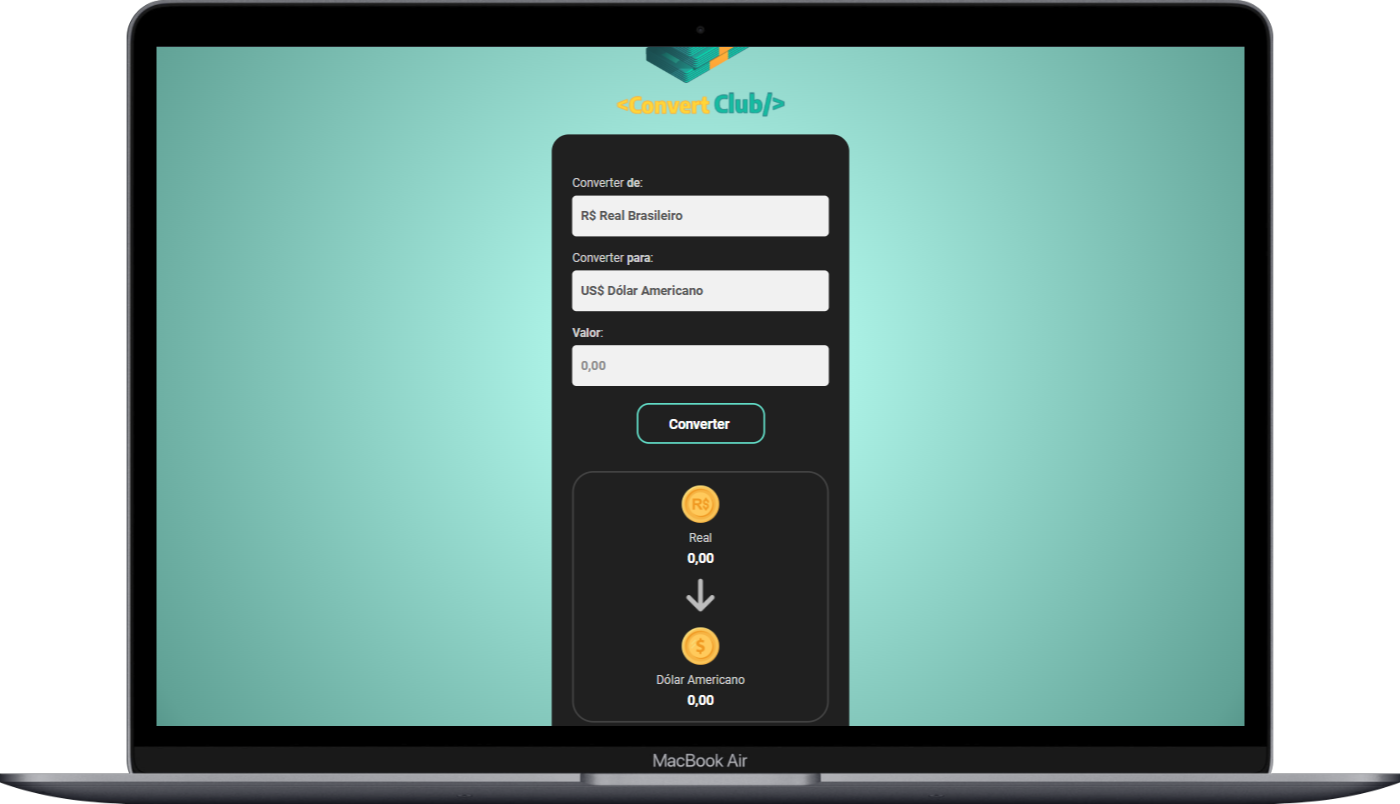 <Convert Club/>
Converter de:
R$ Real Brasileiro
Converter para:
US$ Dólar Americano
Valor:
0,00
Converter
R$
Real
0,00
$
Dólar Americano
0,00
MacBook Air